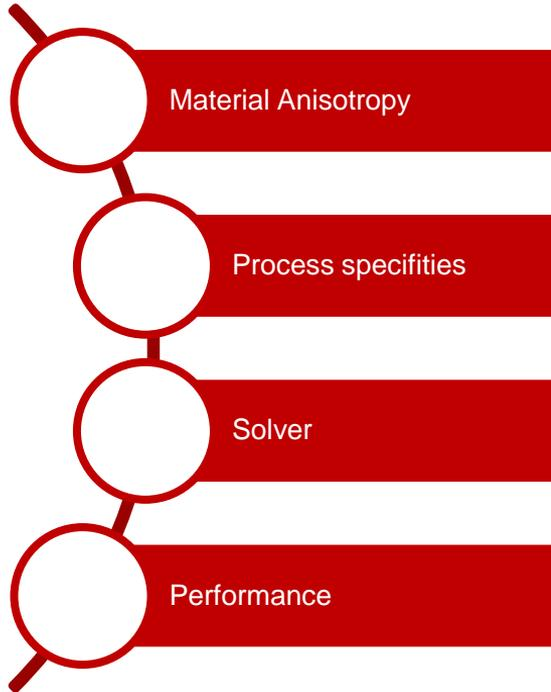 Material Anisotropy
Process specifities
Solver
Performance